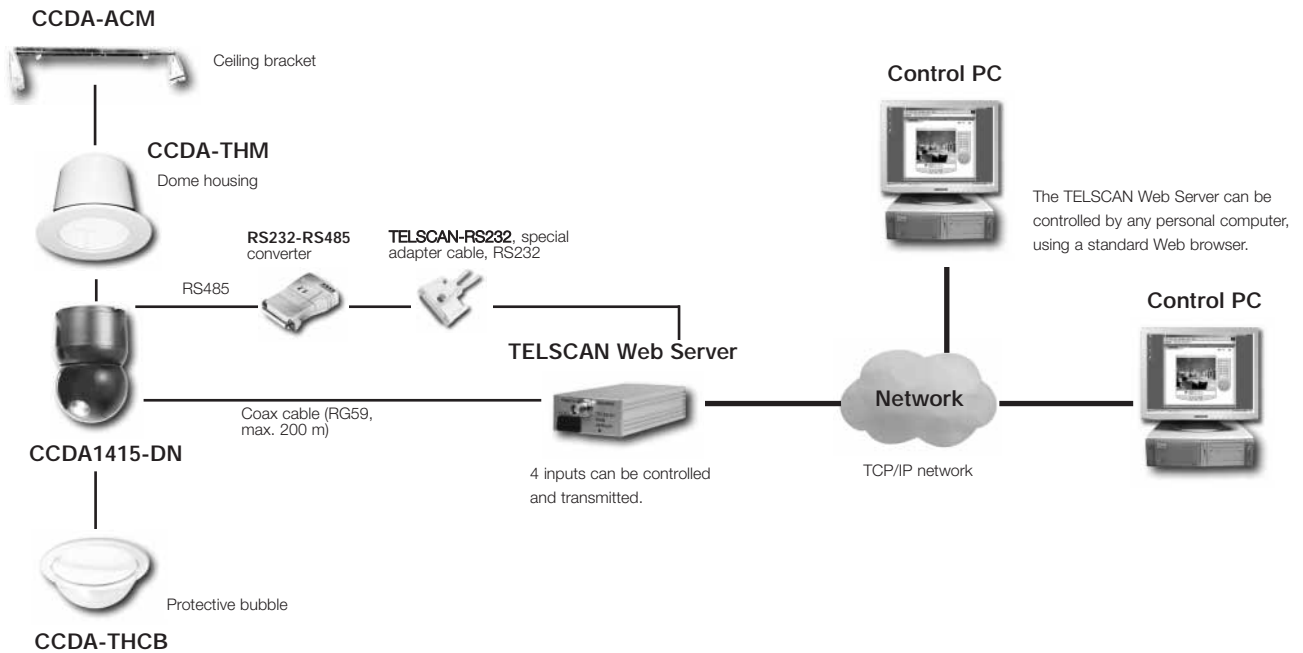 CCDA-ACM
Ceiling bracket
CCDA-THM
Dome housing
RS232-RS485
converter
TELSCAN-RS232, special
adapter cable, RS232
RS485
TELSCAN Web Server
Coax cable (RG59,
max. 200 m)
CCDA1415-DN
4 inputs can be controlled
and transmitted.
Protective bubble
CCDA-THCB
Control PC
The TELSCAN Web Server can be
controlled by any personal computer,
using a standard Web browser.
Control PC
Network
TCP/IP network